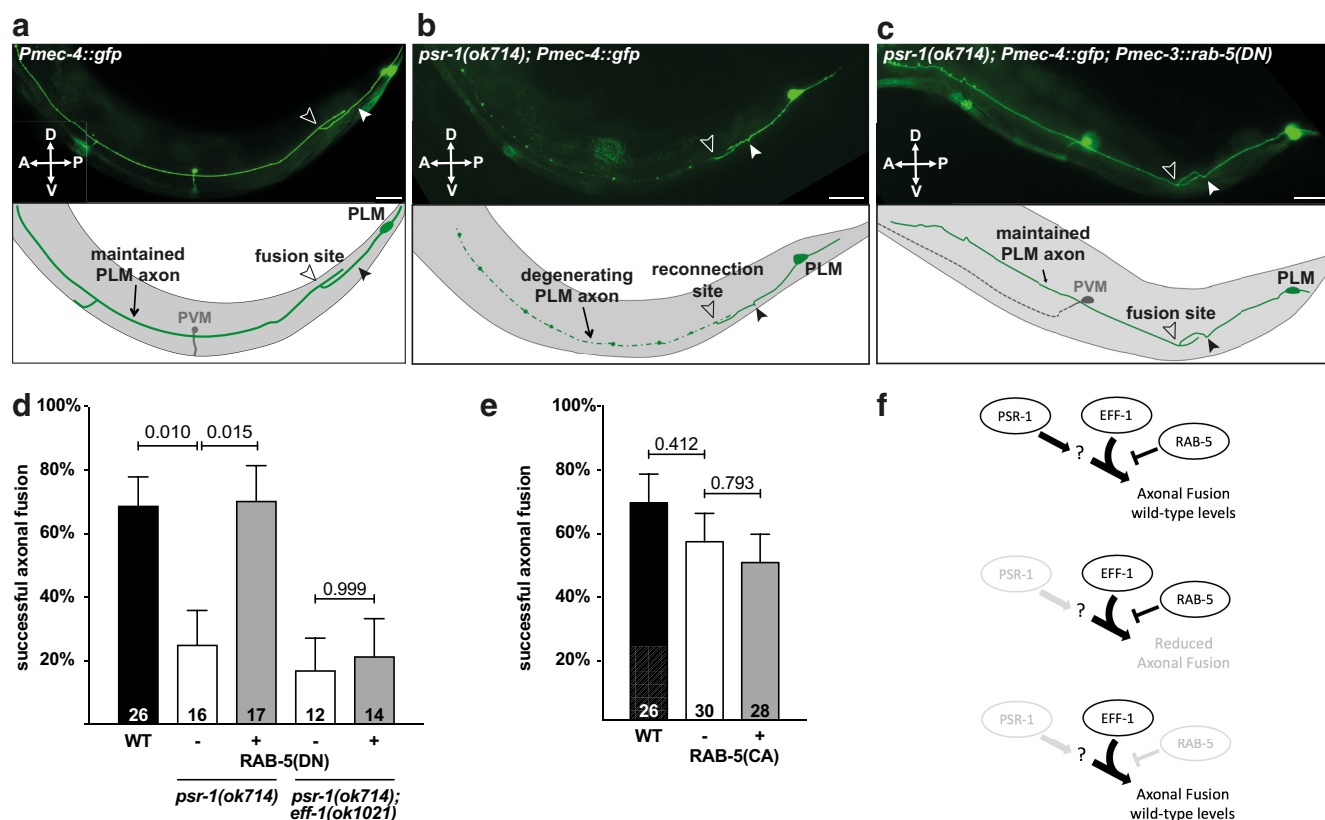 a
Pmec-4::gfp
D
A P
V
PLM
maintained
PLM axon
fusion site
PVM
b
psr-1(ok714); Pmec-4::gfp
D
A P
V
degenerating
PLM axon
reconnection
site
PLM
c
psr-1(ok714); Pmec-4::gfp; Pmec-3::rab-5(DN)
D
A P
V
maintained
PLM axon
PVM
PLM
fusion site
d
successful axonal fusion
100%
80%
60%
40%
20%
0.010 0.015
0.999
26 16 17 12 14
WT - + - +
RAB-5(DN)
psr-1(ok714) psr-1(ok714);
eff-1(ok1021)
e
successful axonal fusion
100%
80%
60%
40%
20%
0.412
0.793
26 30 28
WT - +
RAB-5(CA)
f
PSR-1 EFF-1
RAB-5
?
Axonal Fusion
wild-type levels
PSR-1 EFF-1
RAB-5
?
Reduced
Axonal Fusion
PSR-1 EFF-1
RAB-5
?
Axonal Fusion
wild-type levels